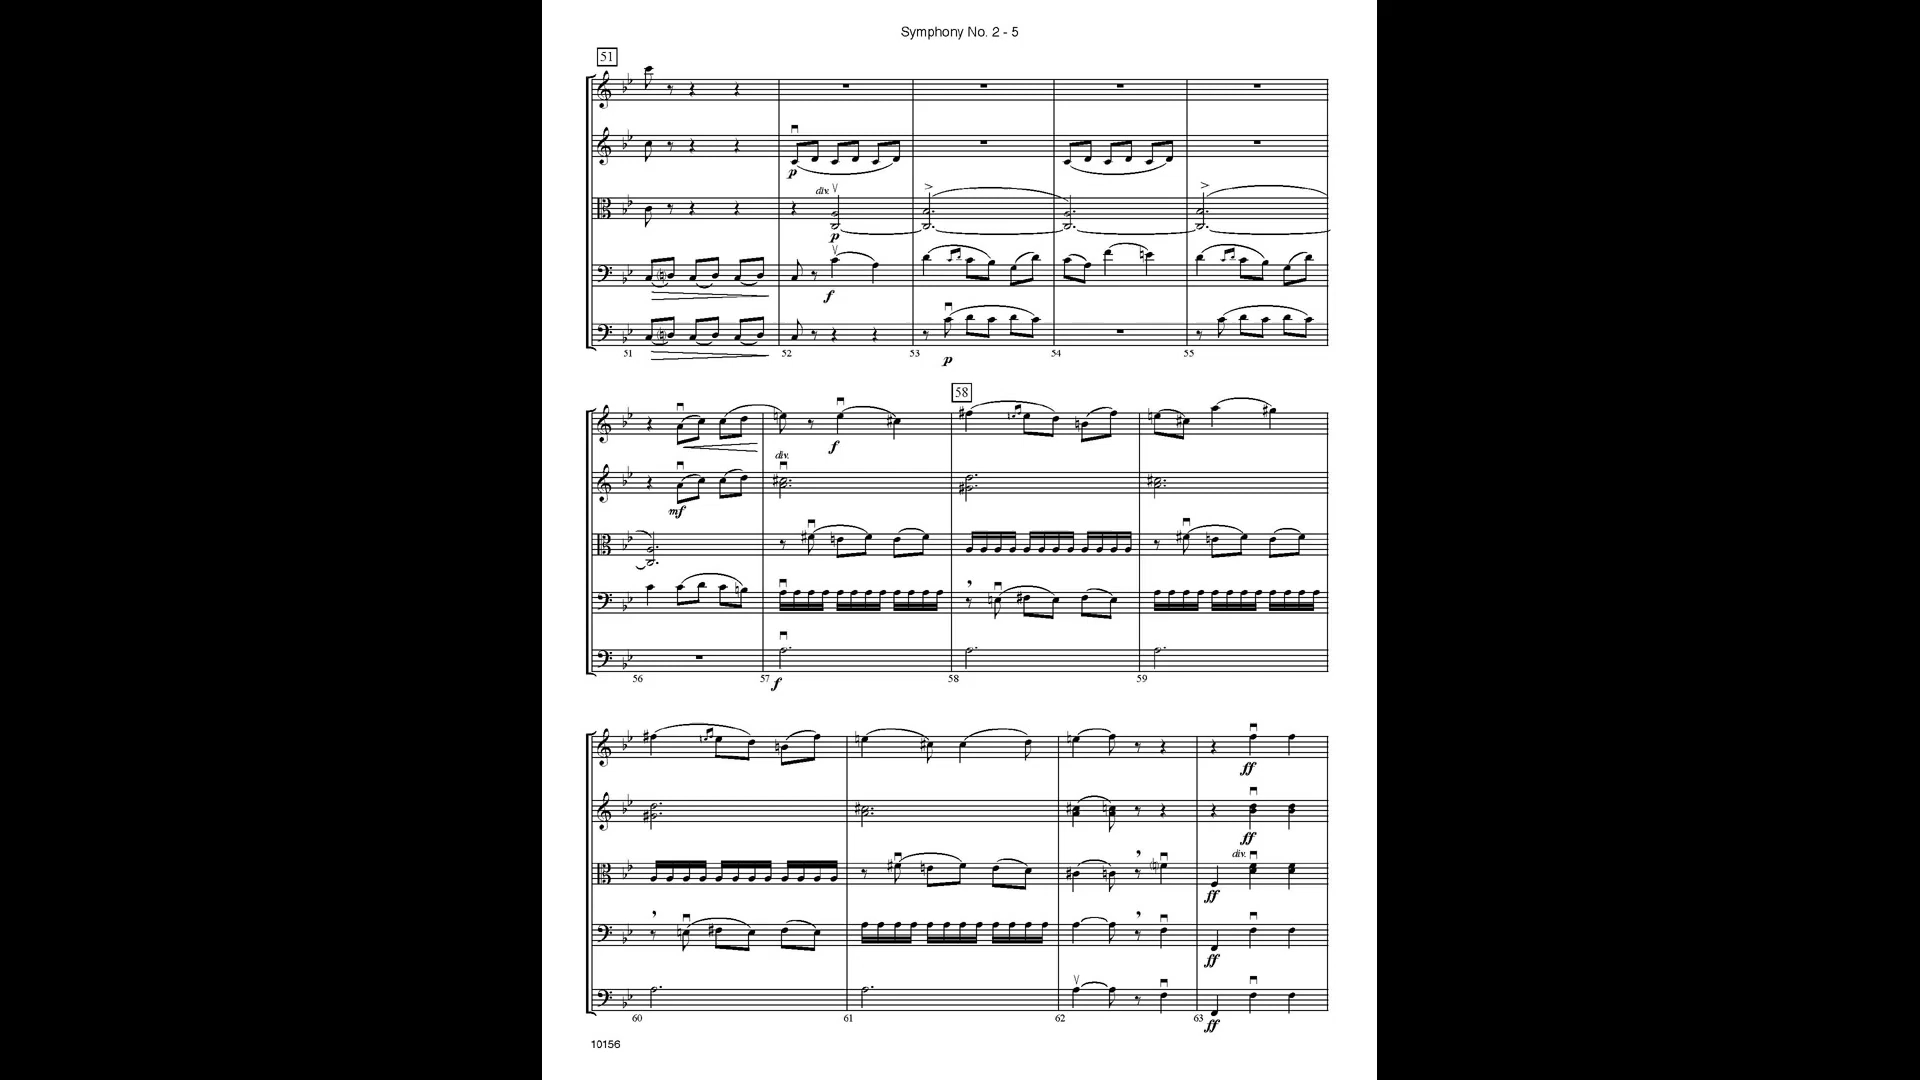 Symphony No. 2 - 5
51
p
div.
p
f
p
51 52 53 54 55
58
f
div.
mf
56 57 58 59
f
ff
ff
div.
ff
ff
60 61 62 63
ff
10156